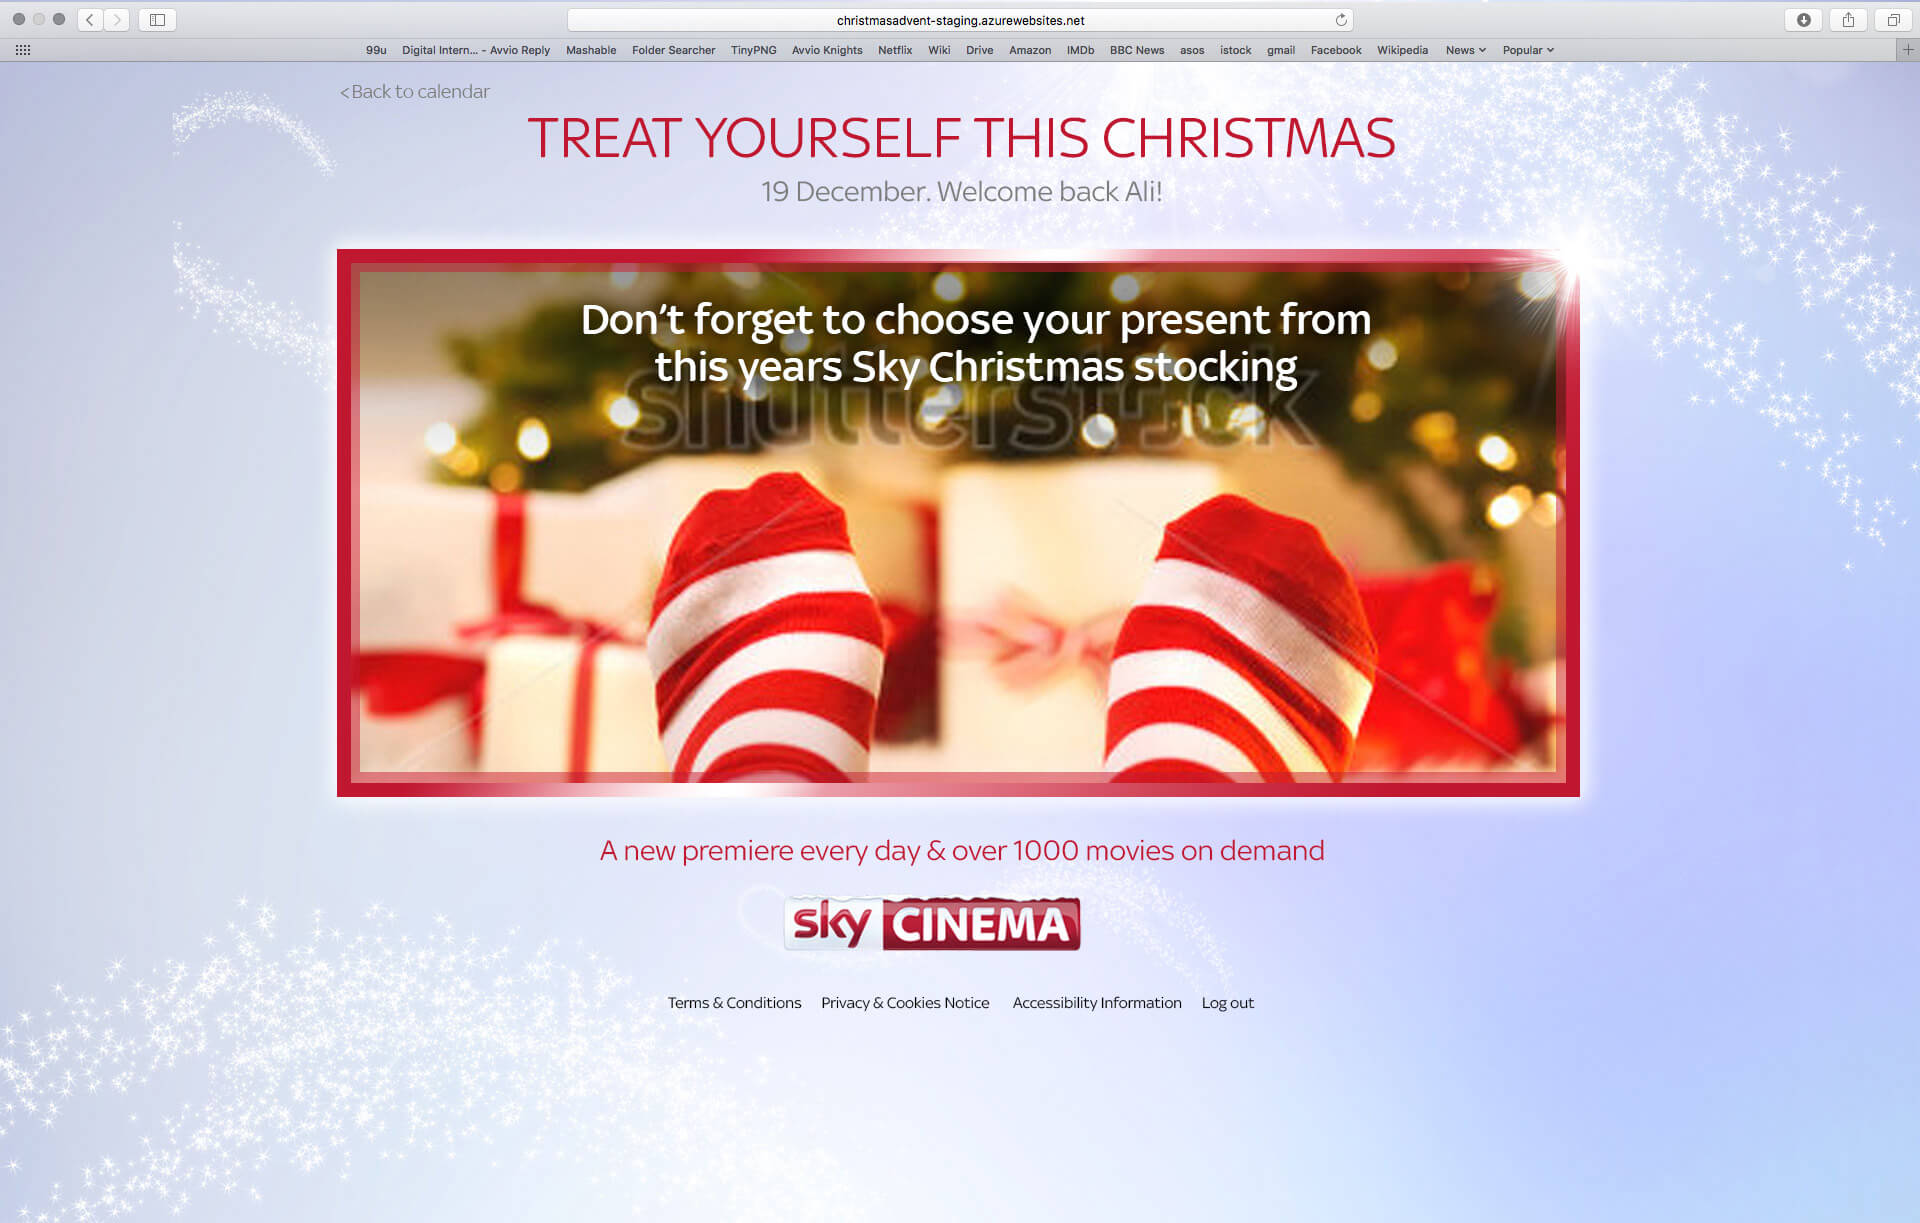 christmasadvent-staging.azurewebsites.net
99u Digital Intern... - Avvio Reply Mashable Folder Searcher TinyPNG Avvio Knights Netflix Wiki Drive Amazon IMDb BBC News asos istock gmail Facebook Wikipedia News Popular
<Back to calendar
TREAT YOURSELF THIS CHRISTMAS
19 December. Welcome back Ali!
Don't forget to choose your present from
this years Sky Christmas stocking
shutterstock
A new premiere every day & over 1000 movies on demand
sky CINEMA
Terms & Conditions Privacy & Cookies Notice Accessibility Information Log out